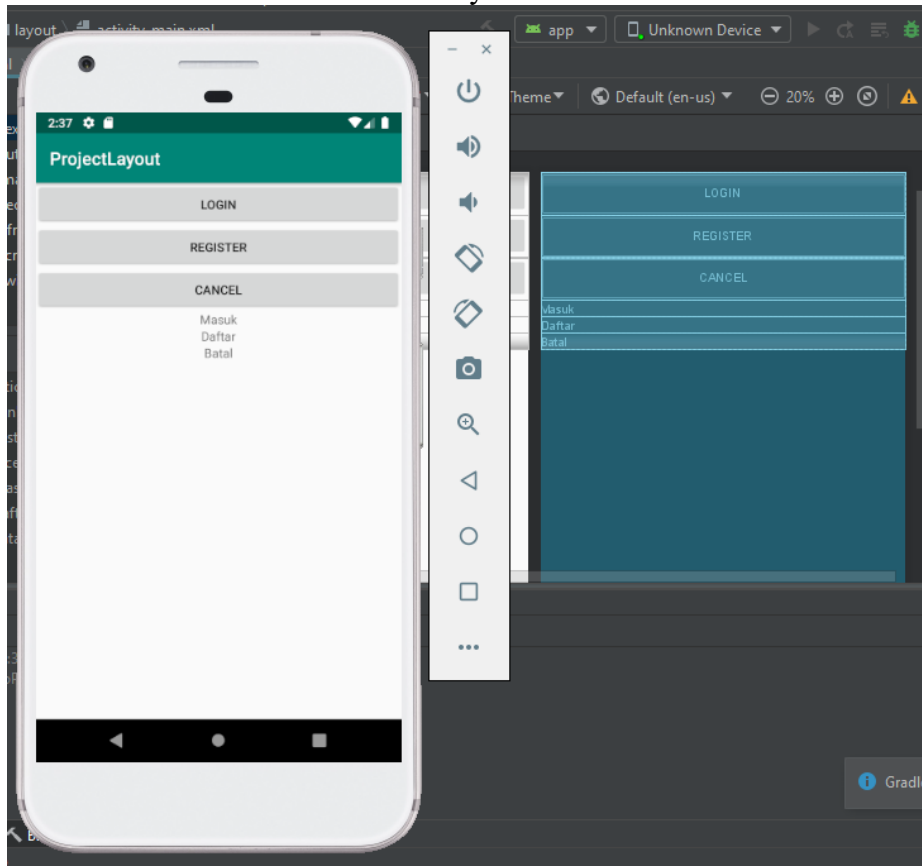 layout activity_main.xml
app Unknown Device
Theme Default (en-us) 20%
2:37
ProjectLayout
LOGIN
REGISTER
CANCEL
Masuk
Daftar
Batal
LOGIN
REGISTER
CANCEL
Masuk
Daftar
Batal
Gradle